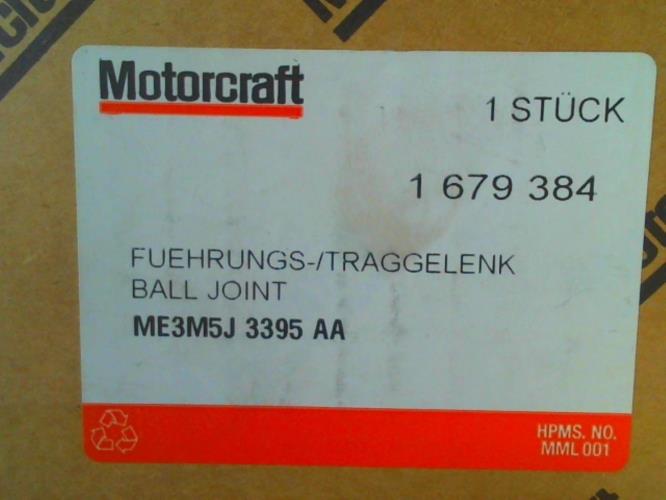 Motorcraft
1 STÜCK
1 679 384
FUEHRUNGS-/TRAGGELENK
BALL JOINT
ME3M5J 3395 AA
HPMS. NO.
MML 001